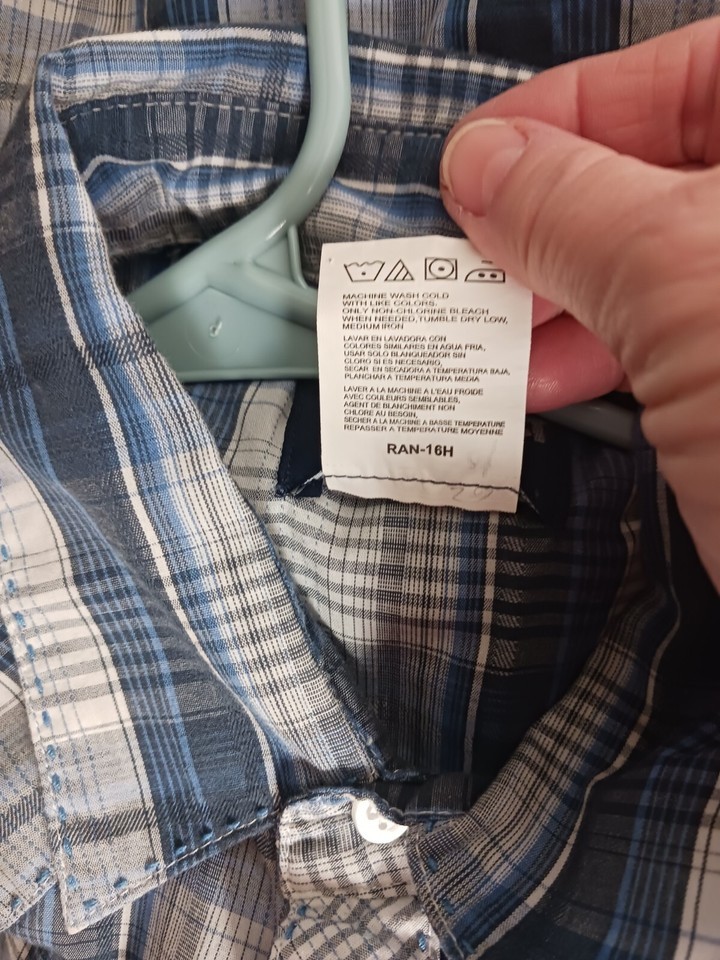 MACHINE WASH COLD
WITH LIKE COLORS.
ONLY NON-CHLORINE BLEACH
WHEN NEEDED,TUMBLE DRY LOW,
MEDIUM IRON
LAVAR EN LAVADORA CON
COLORES SIMILARES EN AGUA FRIA,
USAR SOLO BLANQUEADOR SIN
CLORO SI ES NECESARIO,
SECAR EN SECADORA A TEMPERATURA BAJA,
PLANCHAR A TEMPERATURA MEDIA
LAVER A LA MACHINE A L'EAU FROIDE
AVEC COULEURS SEMBLABLES,
AGENT DE BLANCHIMENT NON
CHLORE AU BESOIN,
SECHER A LA MACHINE A BASSE TEMPERATURE
REPASSER A TEMPERATURE MOYENNE
RAN-16H